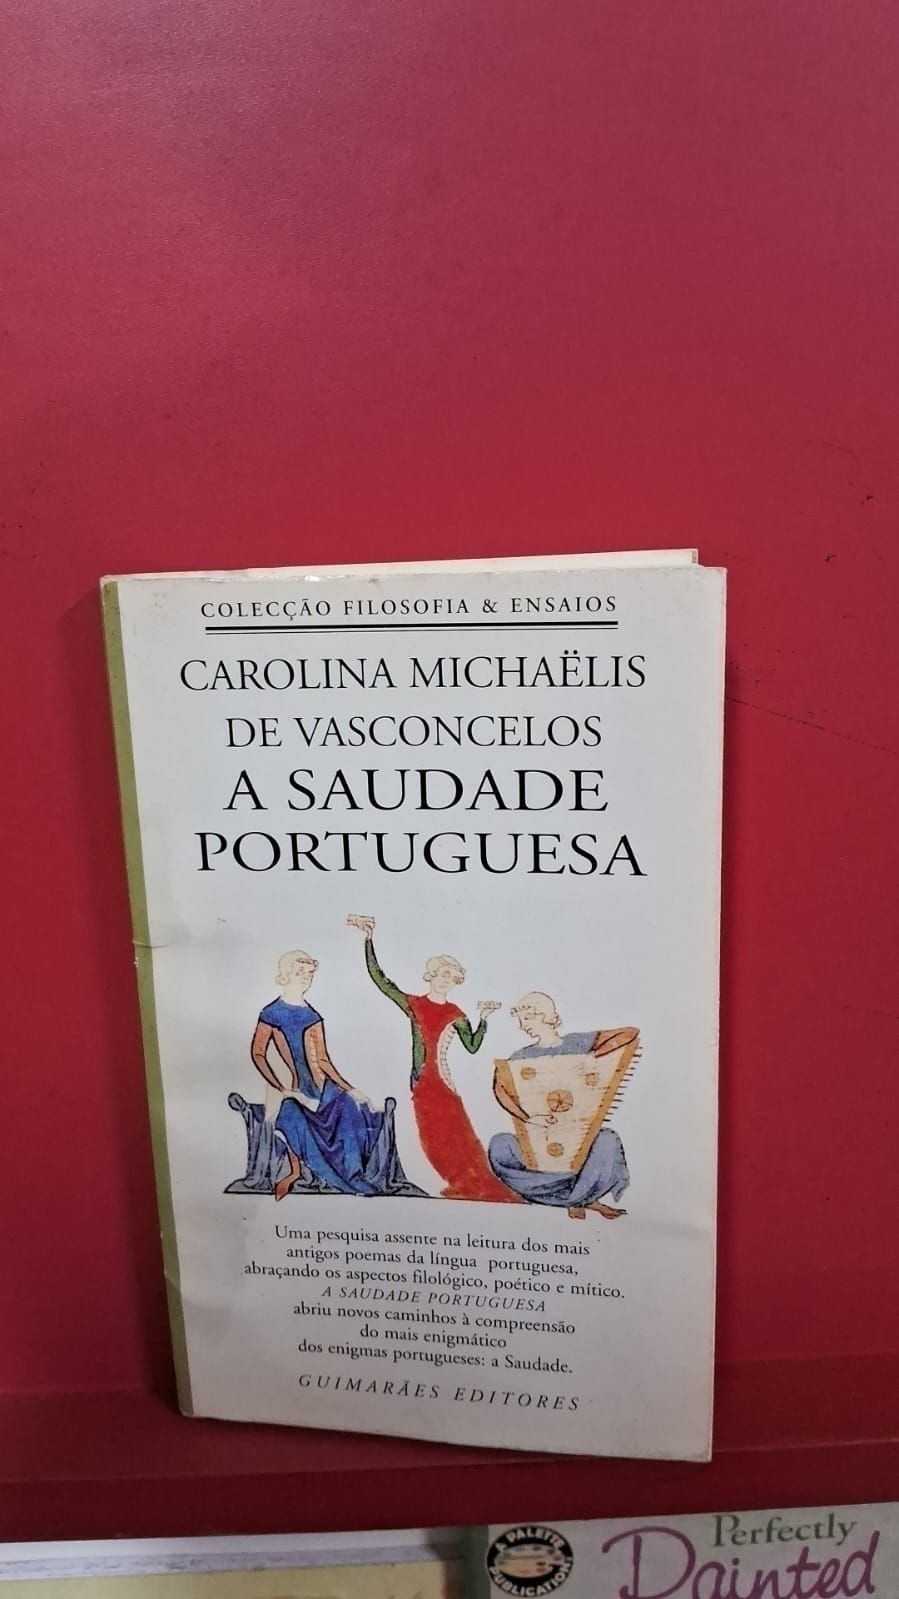 COLECÇÃO FILOSOFIA & ENSAIOS
CAROLINA MICHAËLIS
DE VASCONCELOS
A SAUDADE
PORTUGUESA
Uma pesquisa assente na leitura dos mais
antigos poemas da língua portuguesa,
abraçando os aspectos filológico, poético e mítico.
A SAUDADE PORTUGUESA
abriu novos caminhos à compreensão
do mais enigmático
dos enigmas portugueses: a Saudade.
GUIMARÃES EDITORES
A PALETTE
PUBLICATION
Perfectly
Painted